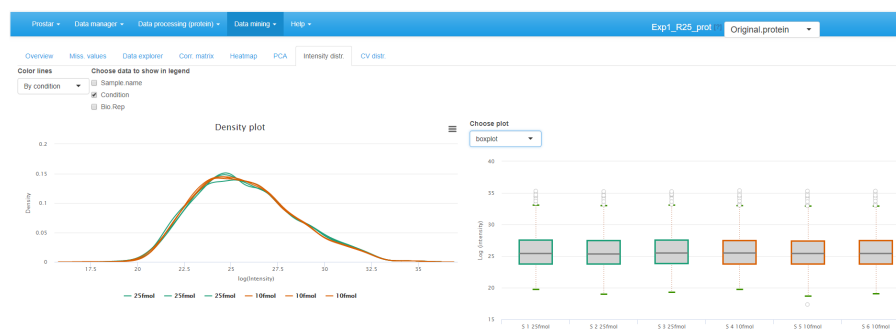 Prostar Data manager Data processing (protein) Data mining Help Exp1_R25_prot [?] Original.protein
Overview Miss. values Data explorer Corr. matrix Heatmap PCA Intensity distr. CV distr.
Color lines Choose data to show in legend
By condition
Sample.name
Condition
Bio.Rep
Density plot
0.2
0.15
0.1
0.05
0
Density
17.5 20 22.5 25 27.5 30 32.5 35
log(Intensity)
25fmol 25fmol 25fmol 10fmol 10fmol 10fmol
Choose plot
boxplot
40
35
30
25
20
15
Log (intensity)
S 1 25fmol S 2 25fmol S 3 25fmol S 4 10fmol S 5 10fmol S 6 10fmol